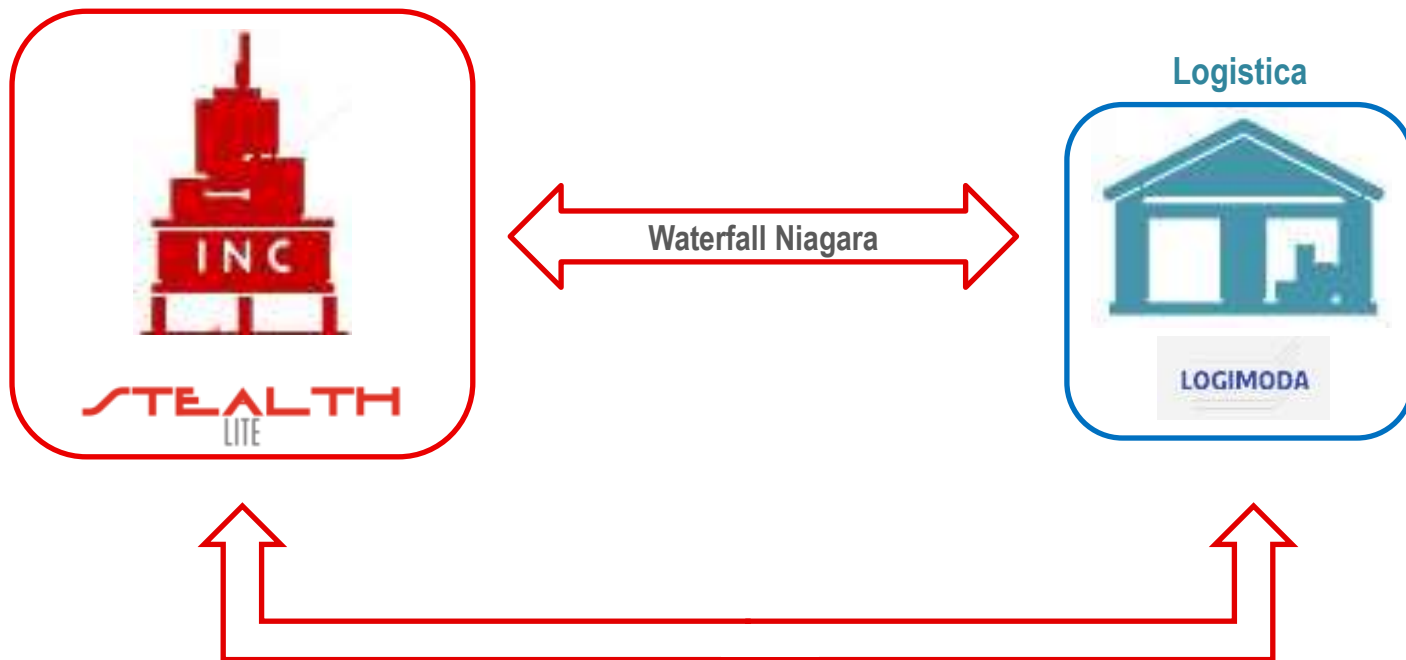 Logistica
INC
Waterfall Niagara
STEALTH
LITE
LOGIMODA